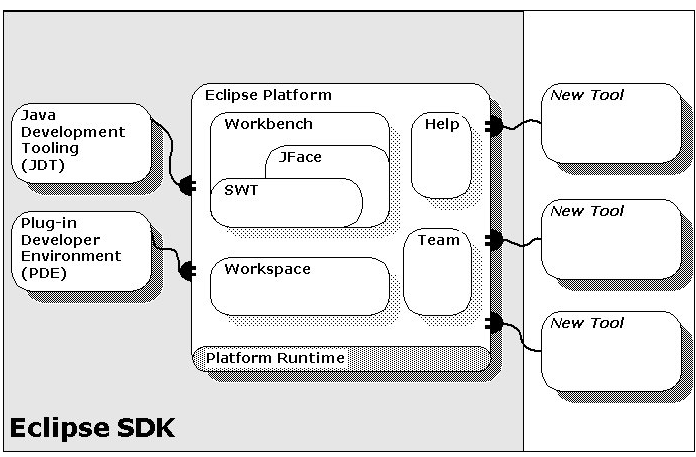 Java
Development
Tooling
(JDT)
Plug-in
Developer
Environment
(PDE)
Eclipse Platform
Workbench
JFace
SWT
Workspace
Help
Team
Platform Runtime
New Tool
New Tool
New Tool
Eclipse SDK